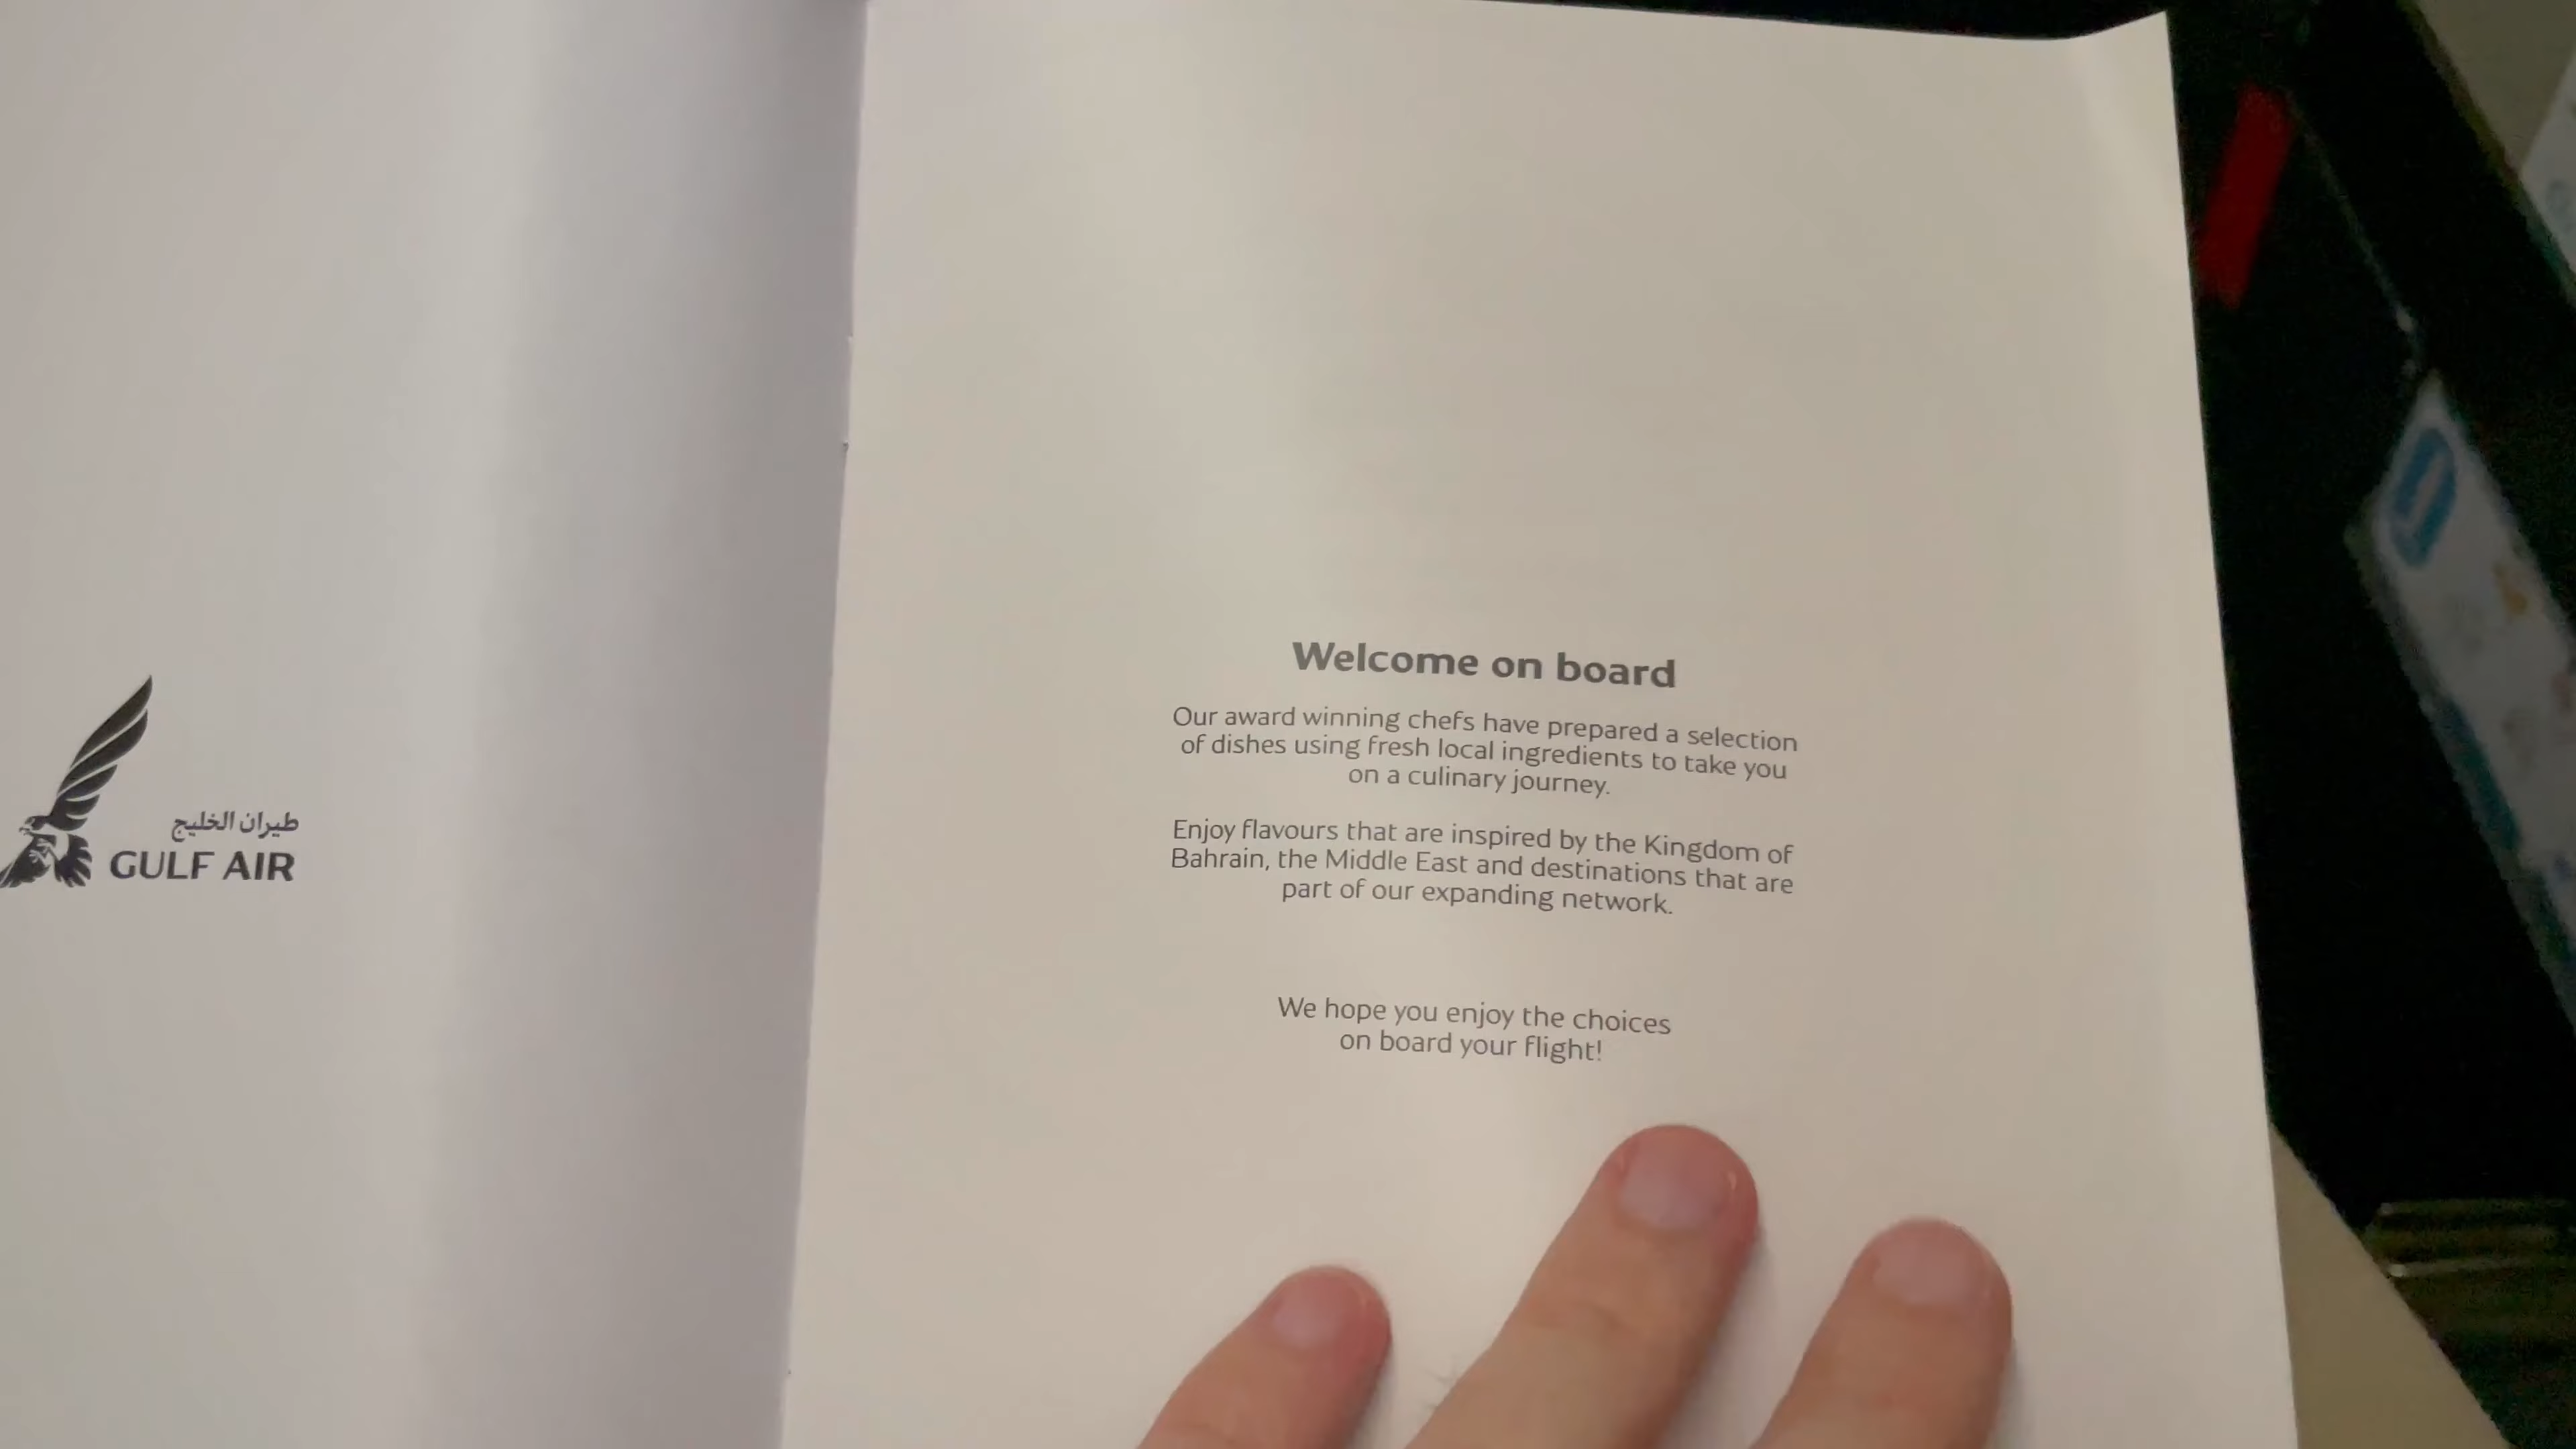 طيران الخليج
GULF AIR
Welcome on board
Our award winning chefs have prepared a selection
of dishes using fresh local ingredients to take you
on a culinary journey.
Enjoy flavours that are inspired by the Kingdom of
Bahrain, the Middle East and destinations that are
part of our expanding network.
We hope you enjoy the choices
on board your flight!